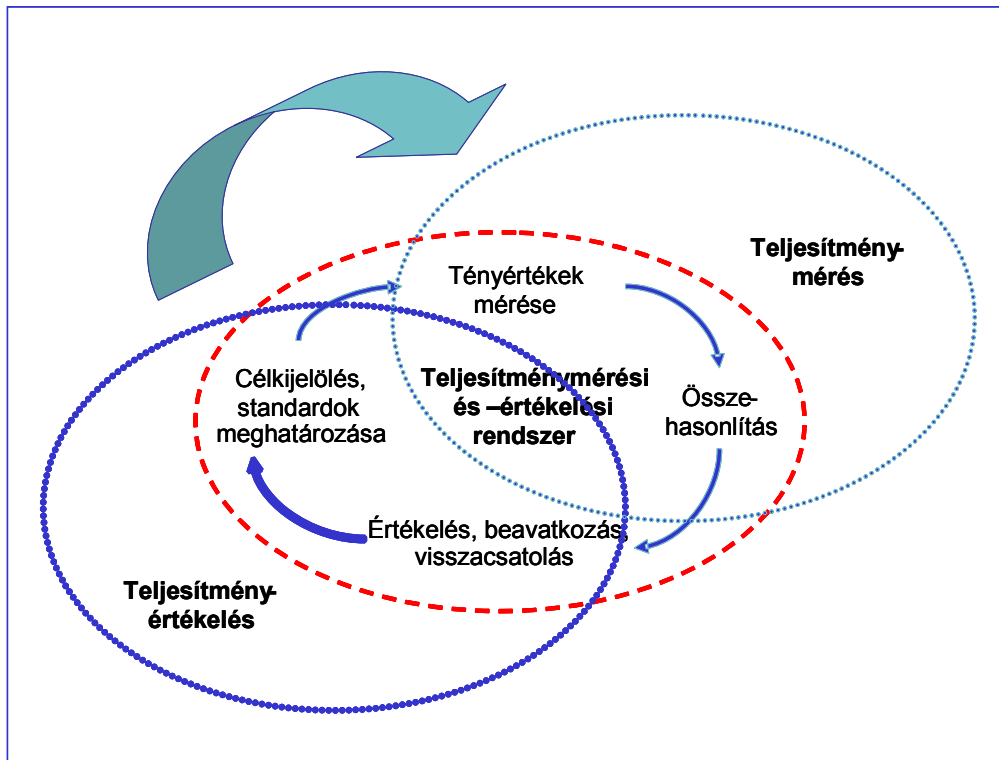 Teljesítmény-
mérés
Tényértékek
mérése
Célkijelölés,
standardok
meghatározása
Teljesítménymérési
és –értékelési
rendszer
Össze-
hasonlítás
Értékelés, beavatkozás,
visszacsatolás
Teljesítmény-
értékelés